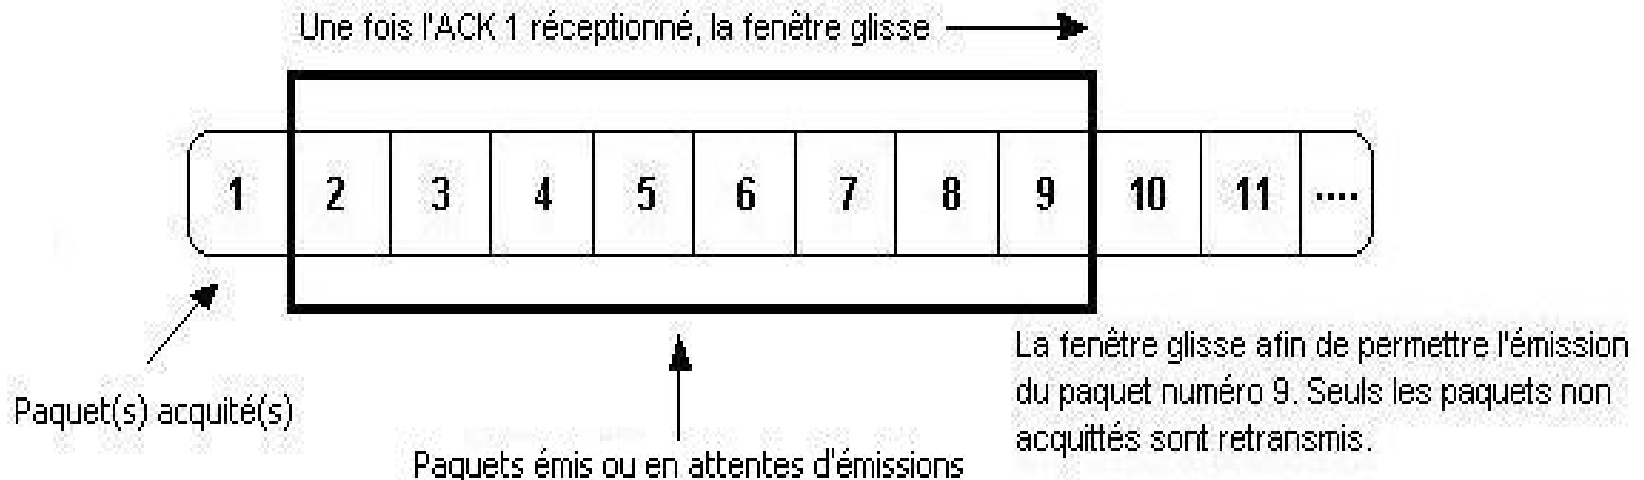 Une fois l'ACK 1 réceptionné, la fenêtre glisse
1 2 3 4 5 6 7 8 9 10 11 ....
Paquet(s) acquité(s)
Paquets émis ou en attentes d'émissions
La fenêtre glisse afin de permettre l'émission
du paquet numéro 9. Seuls les paquets non
acquittés sont retransmis.